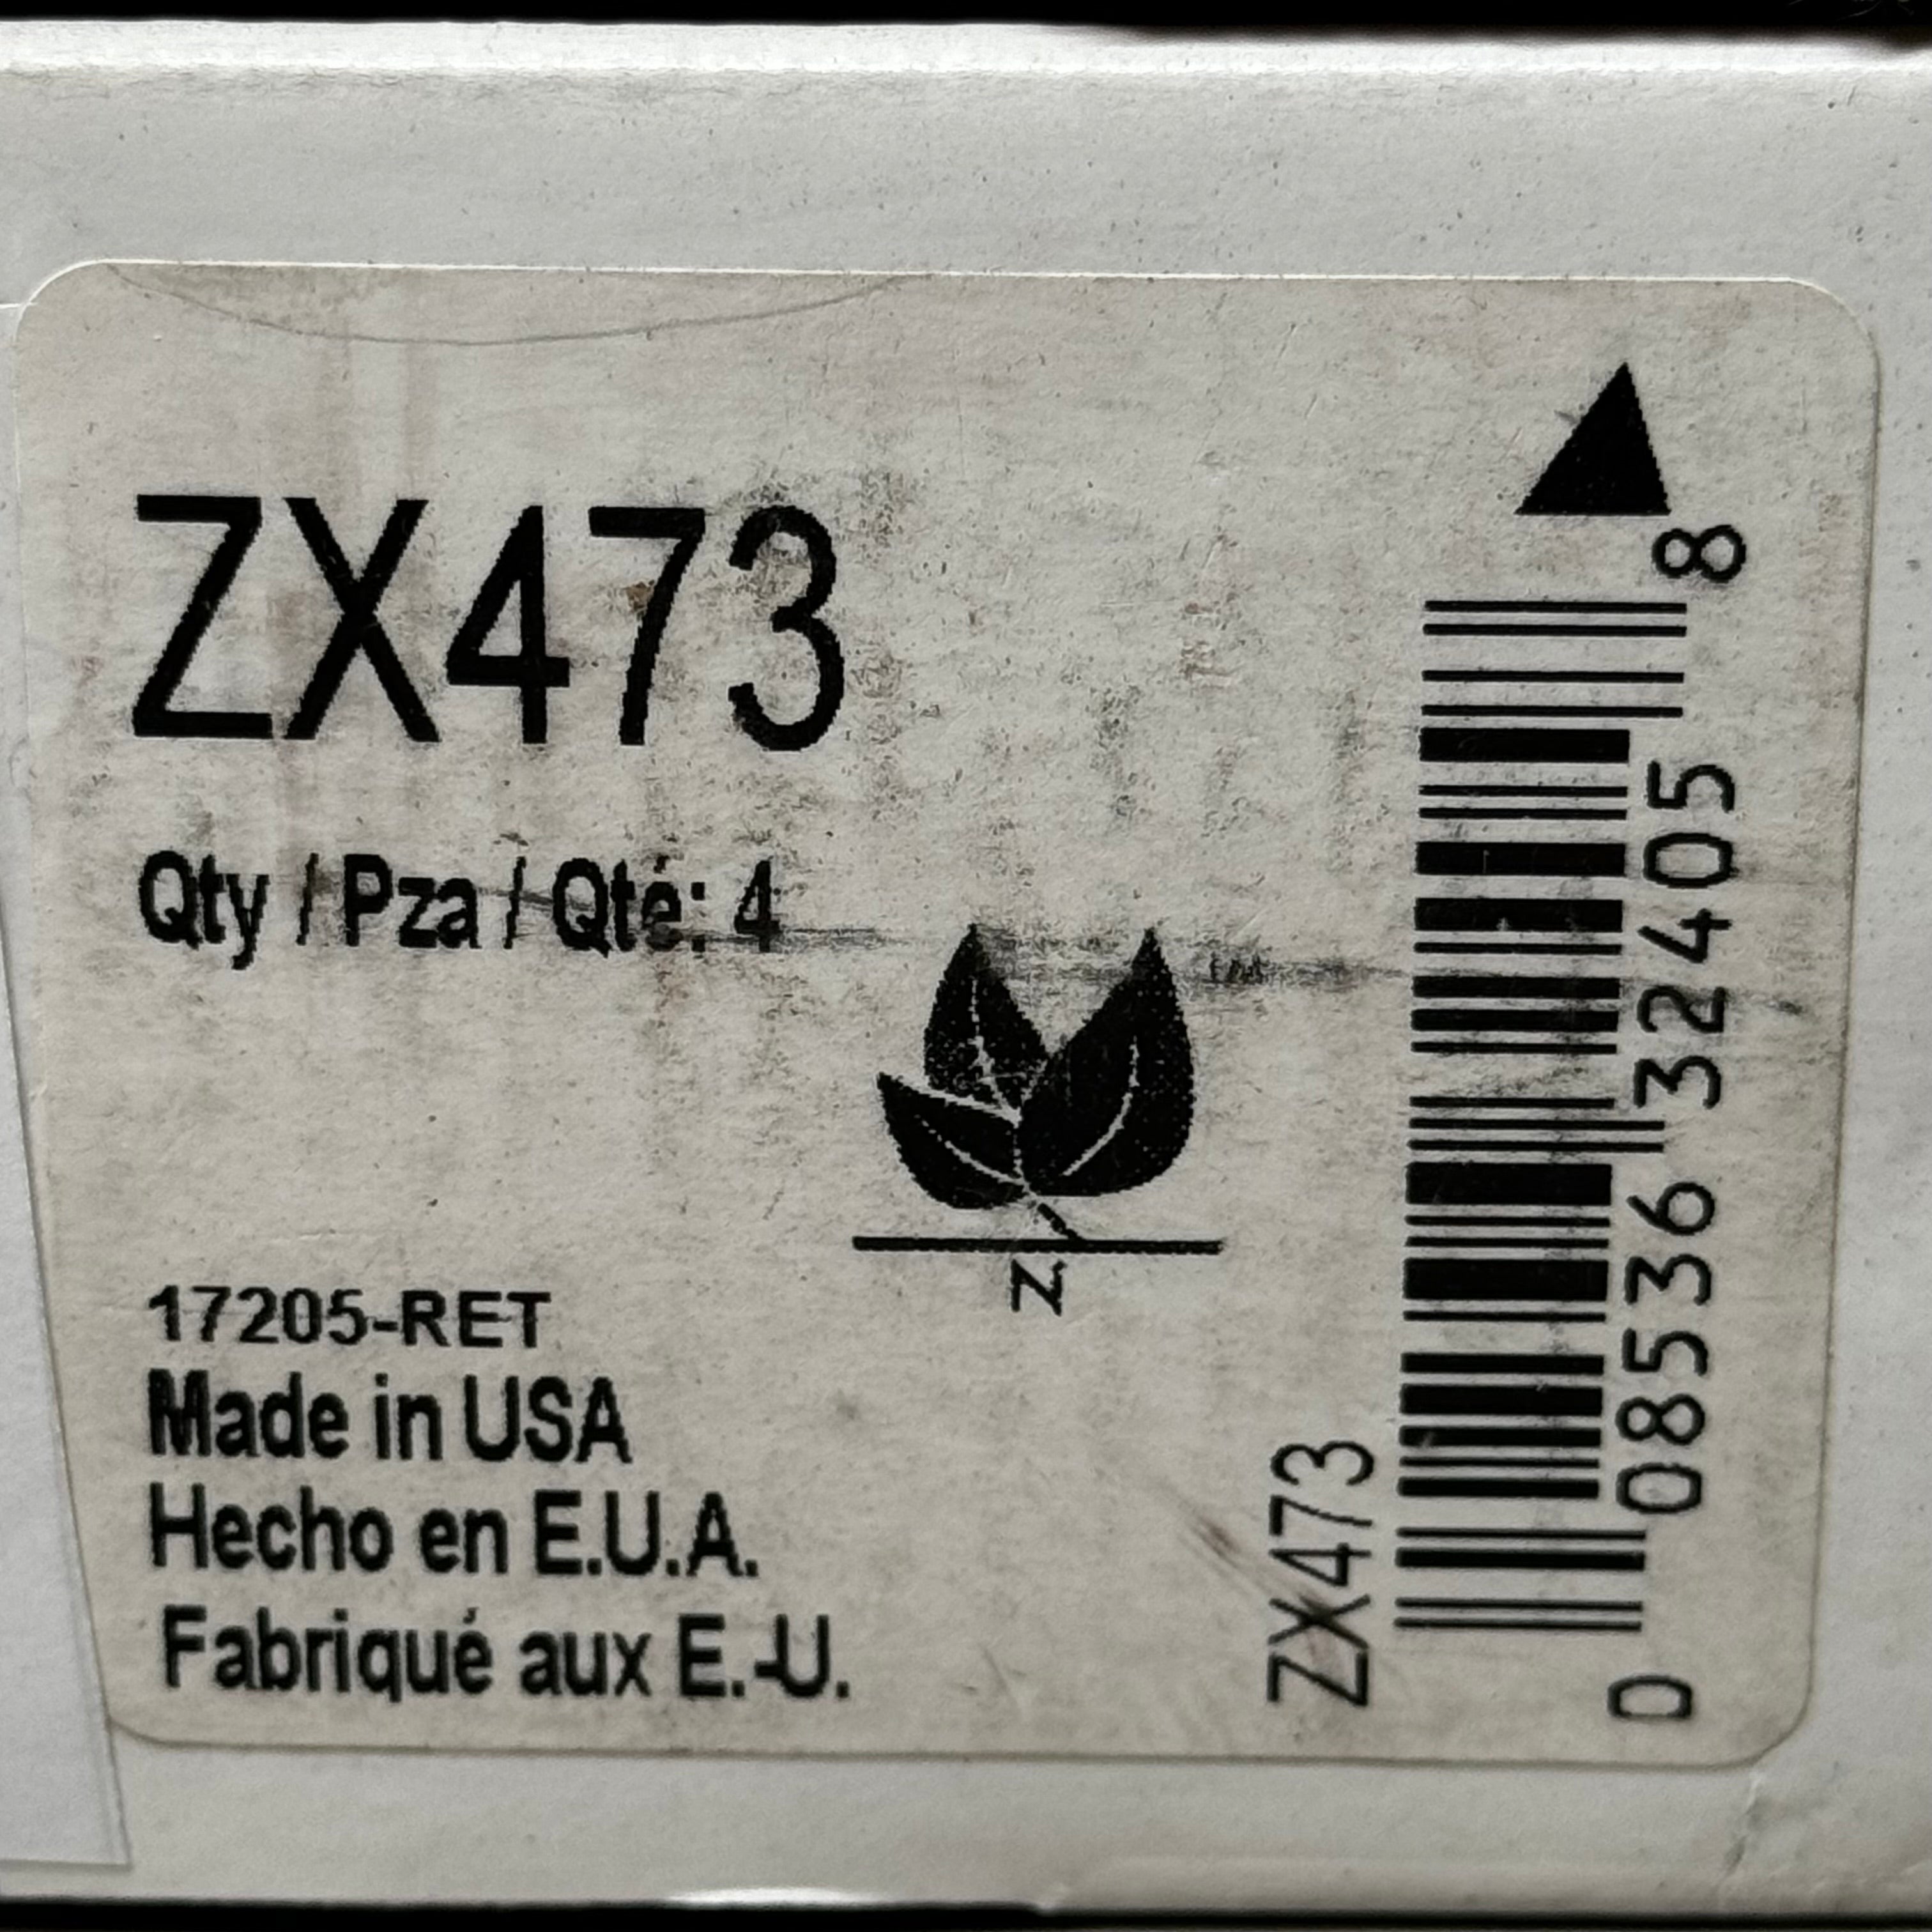 ZX473
Qty / Pza / Qté: 4
N
17205-RET
Made in USA
Hecho en E.U.A.
Fabriqué aux E.-U.
ZX473
0 08536 32405 8